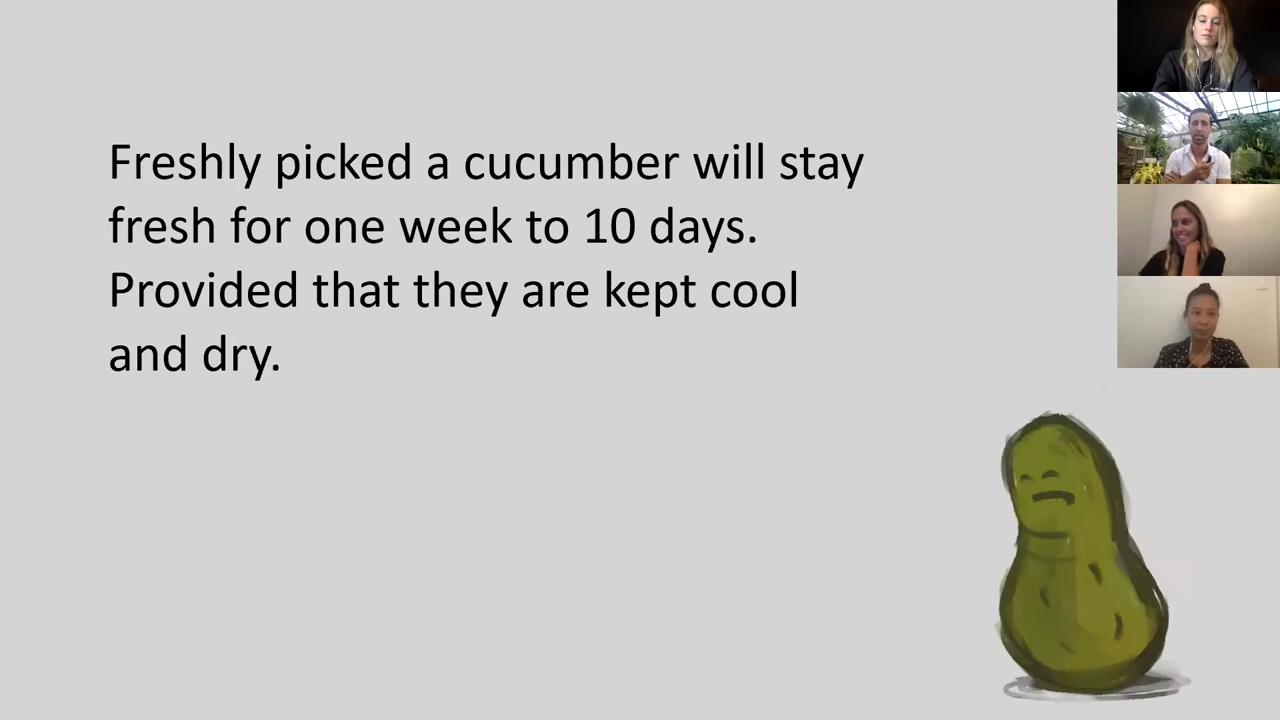 Freshly picked a cucumber will stay
fresh for one week to 10 days.
Provided that they are kept cool
and dry.